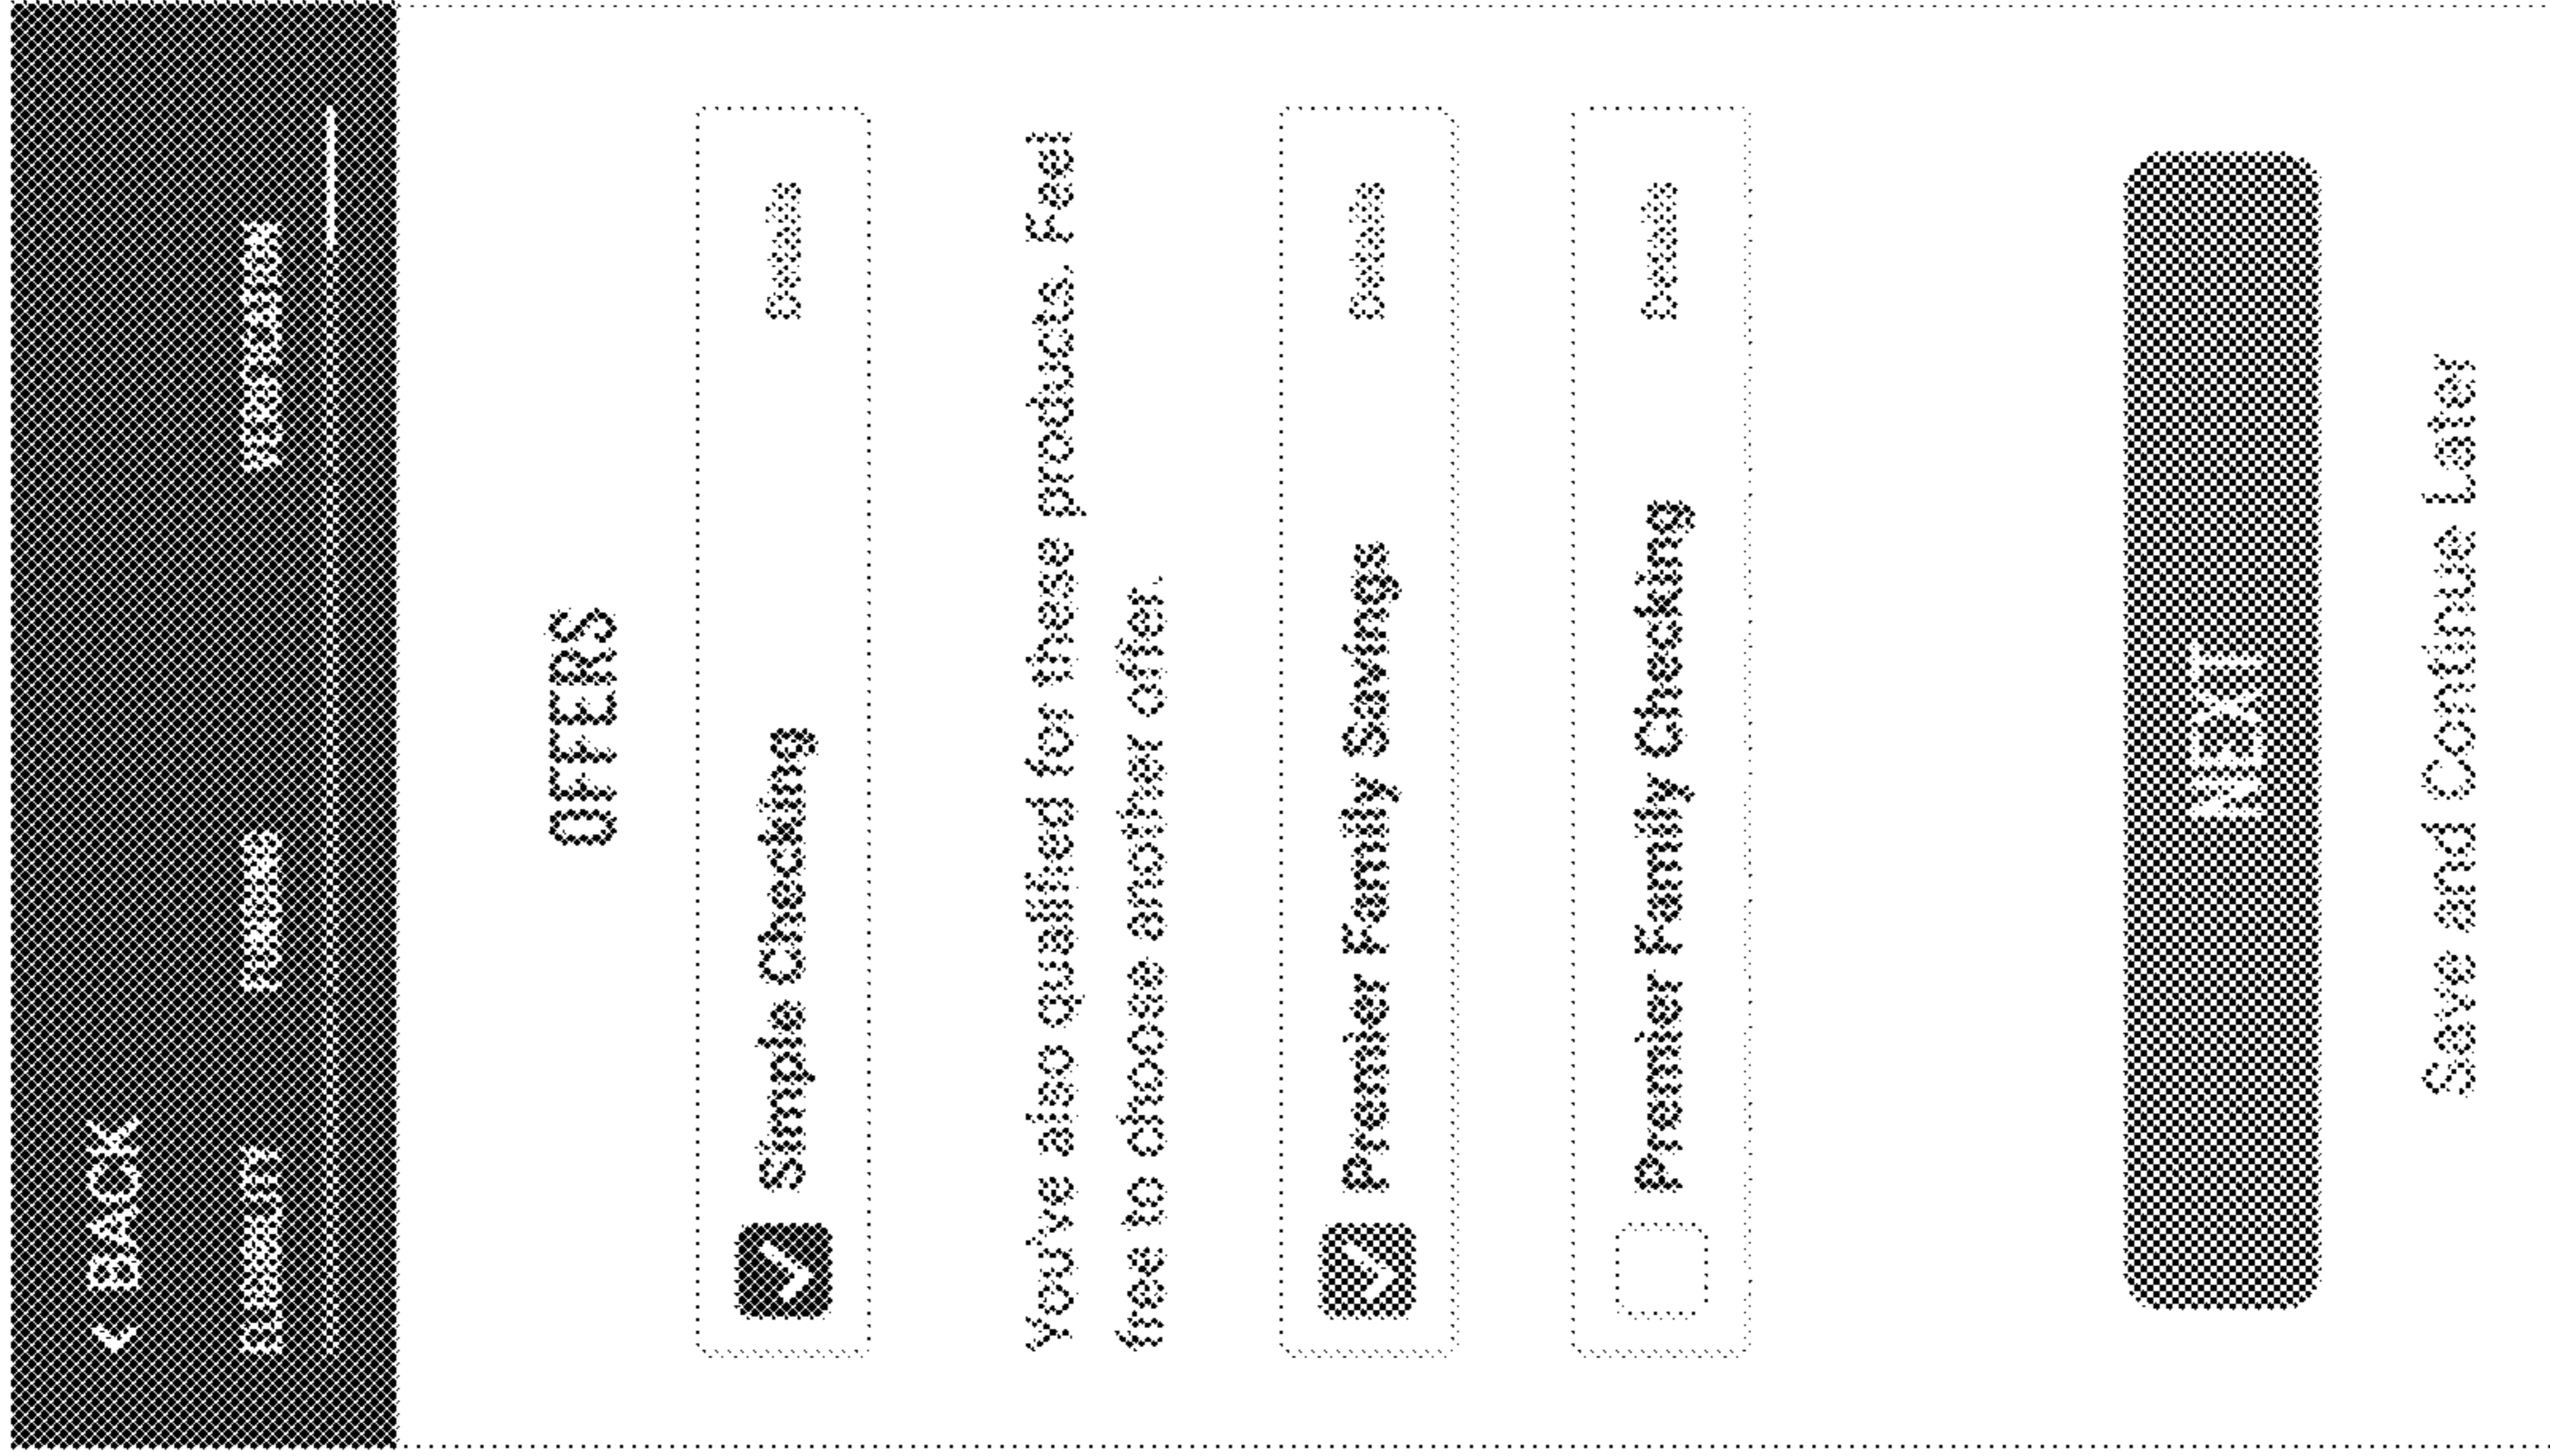 BACK
OFFERS
Simple Checking Details
You've also qualified for these products. Feel
free to choose another offer.
Premier Family Savings Details
Premier Family Checking Details
NEXT
Save and Continue Later